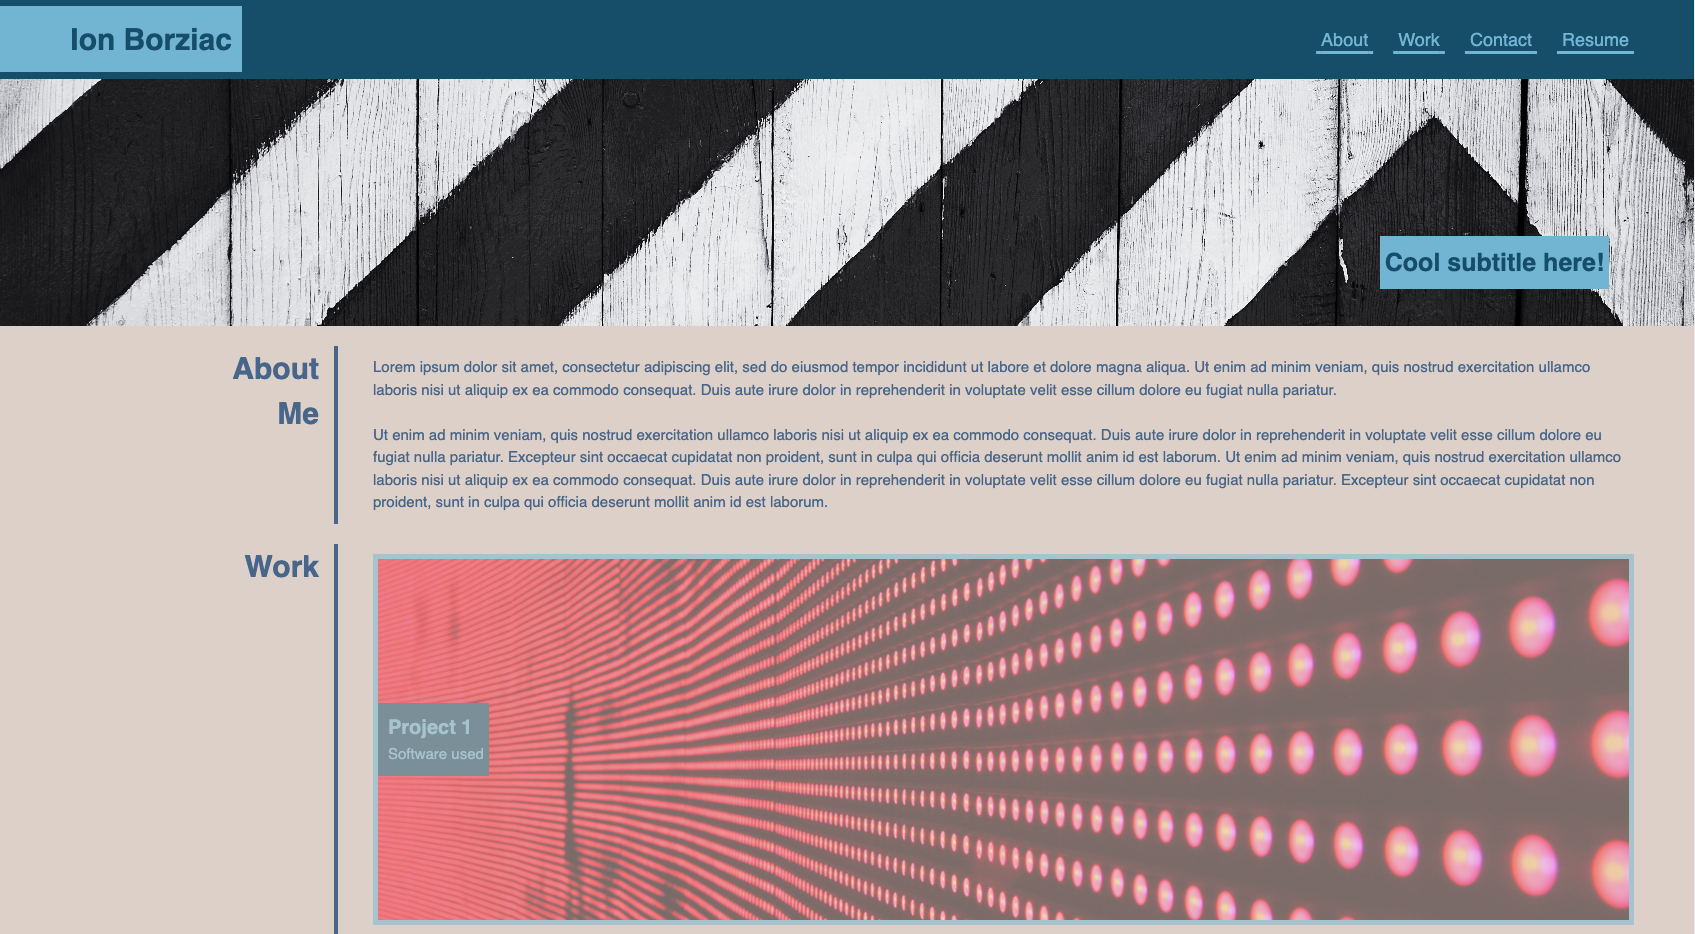 Ion Borziac
About Work Contact Resume
Cool subtitle here!
About
Me
Lorem ipsum dolor sit amet, consectetur adipiscing elit, sed do eiusmod tempor incididunt ut labore et dolore magna aliqua. Ut enim ad minim veniam, quis nostrud exercitation ullamco
laboris nisi ut aliquip ex ea commodo consequat. Duis aute irure dolor in reprehenderit in voluptate velit esse cillum dolore eu fugiat nulla pariatur.
Ut enim ad minim veniam, quis nostrud exercitation ullamco laboris nisi ut aliquip ex ea commodo consequat. Duis aute irure dolor in reprehenderit in voluptate velit esse cillum dolore eu
fugiat nulla pariatur. Excepteur sint occaecat cupidatat non proident, sunt in culpa qui officia deserunt mollit anim id est laborum. Ut enim ad minim veniam, quis nostrud exercitation ullamco
laboris nisi ut aliquip ex ea commodo consequat. Duis aute irure dolor in reprehenderit in voluptate velit esse cillum dolore eu fugiat nulla pariatur. Excepteur sint occaecat cupidatat non
proident, sunt in culpa qui officia deserunt mollit anim id est laborum.
Work
Project 1
Software used